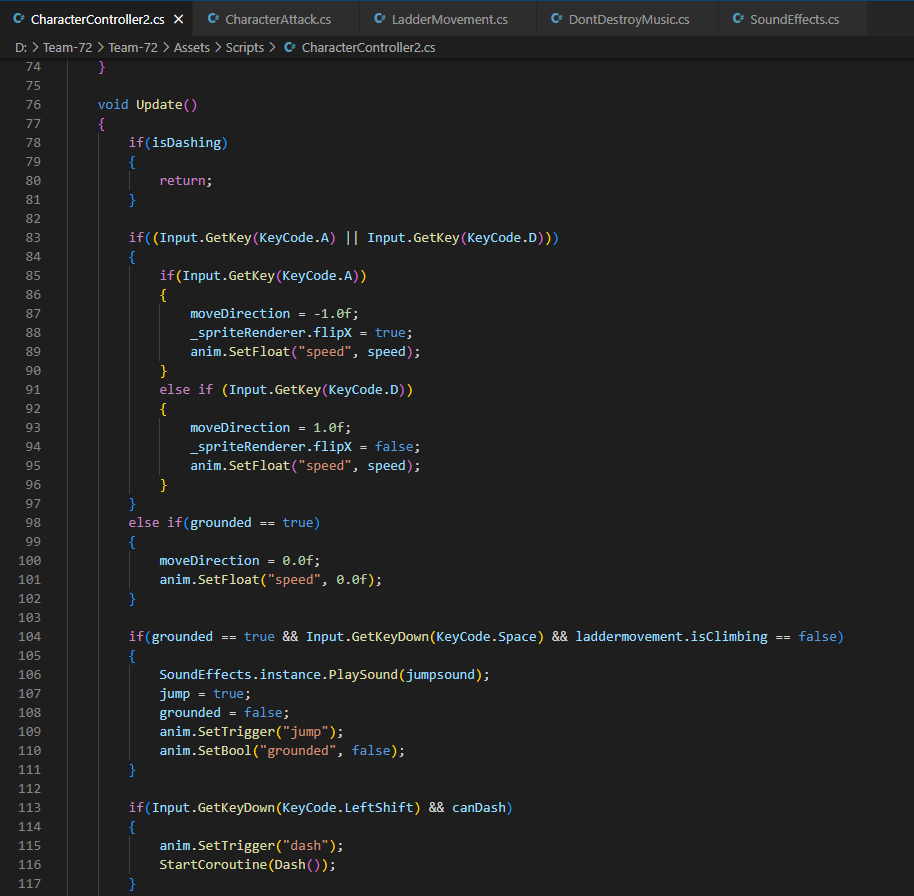 CharacterController2.cs CharacterAttack.cs LadderMovement.cs DontDestroyMusic.cs SoundEffects.cs
D: > Team-72 > Team-72 > Assets > Scripts > CharacterController2.cs
74 }
75
76 void Update()
77 {
78 if(isDashing)
79 {
80 return;
81 }
82
83 if((Input.GetKey(KeyCode.A) || Input.GetKey(KeyCode.D)))
84 {
85 if(Input.GetKey(KeyCode.A))
86 {
87 moveDirection = -1.0f;
88 _spriteRenderer.flipX = true;
89 anim.SetFloat("speed", speed);
90 }
91 else if (Input.GetKey(KeyCode.D))
92 {
93 moveDirection = 1.0f;
94 _spriteRenderer.flipX = false;
95 anim.SetFloat("speed", speed);
96 }
97 }
98 else if(grounded == true)
99 {
100 moveDirection = 0.0f;
101 anim.SetFloat("speed", 0.0f);
102 }
103
104 if(grounded == true && Input.GetKeyDown(KeyCode.Space) && laddermovement.isClimbing == false)
105 {
106 SoundEffects.instance.PlaySound(jumpsound);
107 jump = true;
108 grounded = false;
109 anim.SetTrigger("jump");
110 anim.SetBool("grounded", false);
111 }
112
113 if(Input.GetKeyDown(KeyCode.LeftShift) && canDash)
114 {
115 anim.SetTrigger("dash");
116 StartCoroutine(Dash());
117 }